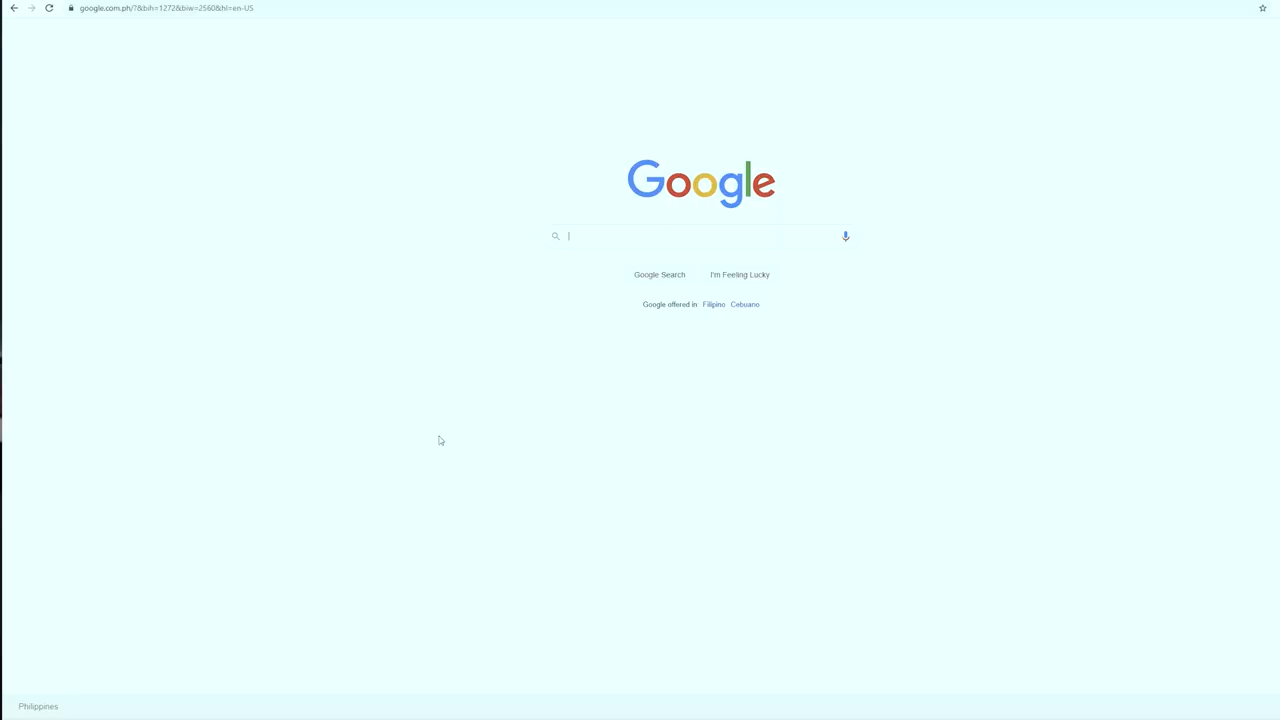 google.com.ph/?&bih=1272&biw=2560&hl=en-US
Google
Google Search I'm Feeling Lucky
Google offered in Filipino Cebuano
Philippines